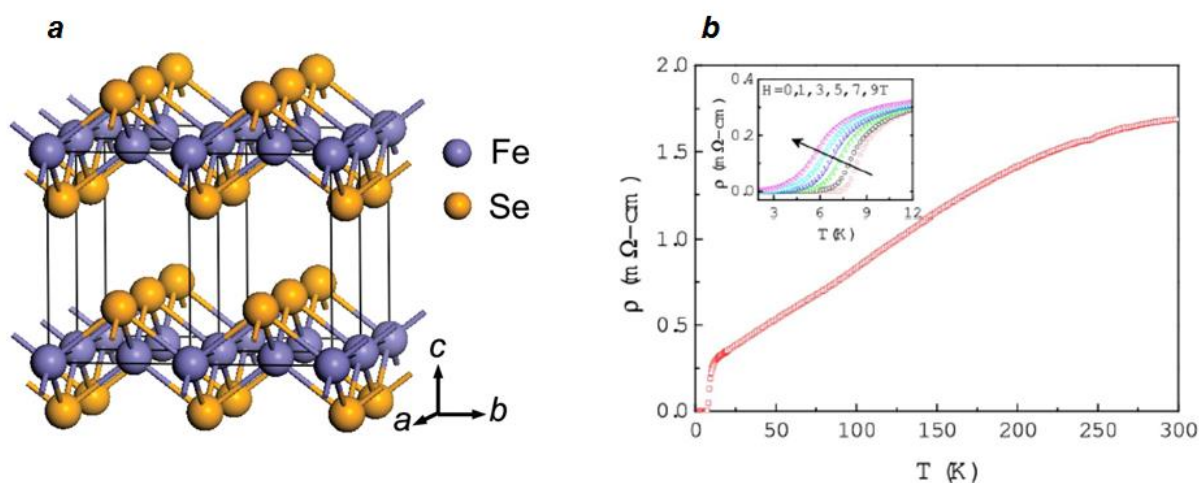 a
Fe
Se
c
a
b
b
ρ (mΩ-cm)
2.0
1.5
1.0
0.5
0.0
0 50 100 150 200 250 300
T (K)
H=0,1,3,5,7,9T
ρ (mΩ-cm)
0.4
0.2
0.0
3 6 9 12
T (K)